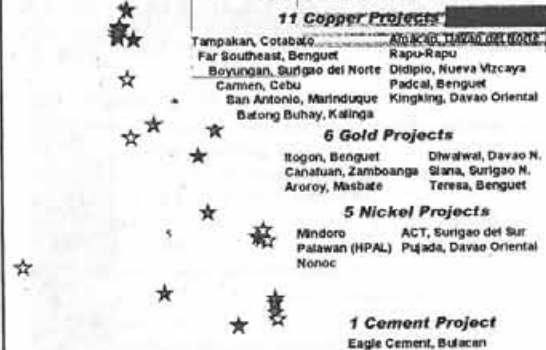 11 Copper Projects
Tampakan, Cotabato
Far Southeast, Benguet
Boyungan, Surigao del Norte
Carmen, Cebu
San Antonio, Marinduque
Batong Buhay, Kalinga
Rapu-Rapu
Didipio, Nueva Vizcaya
Padcal, Benguet
Kingking, Davao Oriental
6 Gold Projects
Itogon, Benguet
Canatuan, Zamboanga
Aroroy, Masbate
Diwalwal, Davao N.
Siana, Surigao N.
Teresa, Benguet
5 Nickel Projects
Mindoro
Palawan (HPAL)
Nonoc
ACT, Surigao del Sur
Pujada, Davao Oriental
1 Cement Project
Eagle Cement, Bulacan